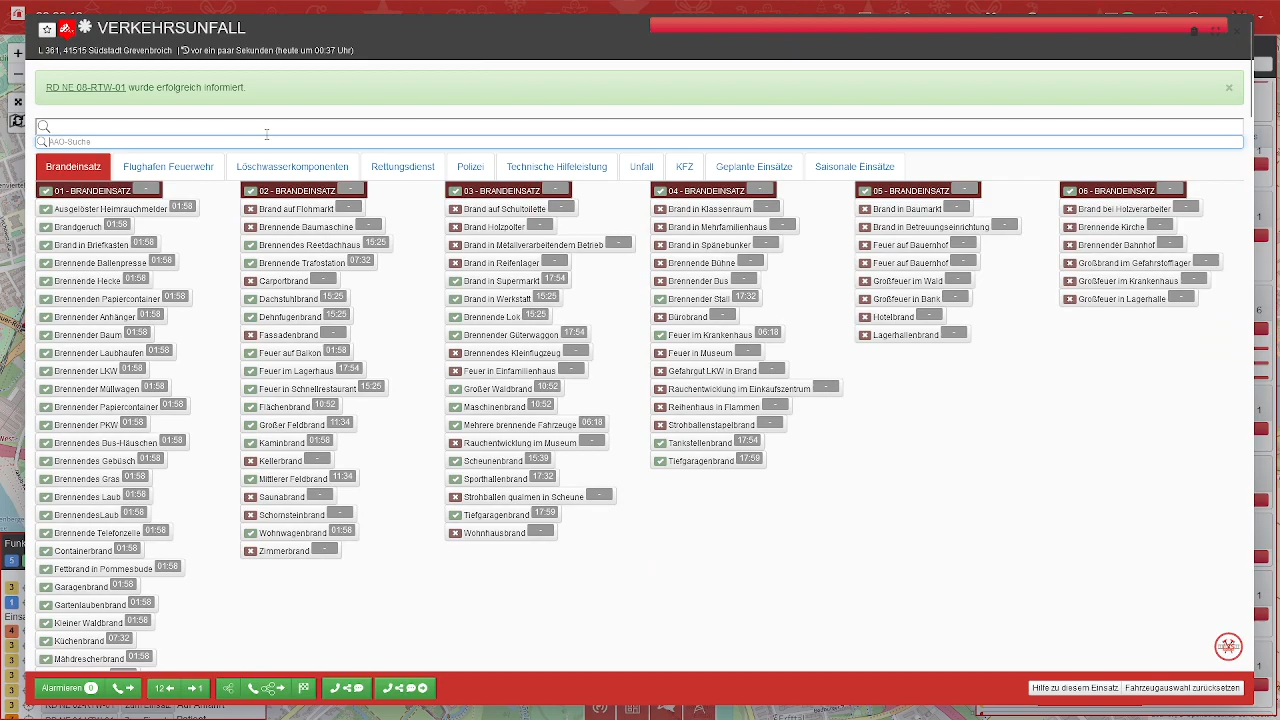 VERKEHRSUNFALL
L 361, 41515 Südstadt Grevenbroich | vor ein paar Sekunden (heute um 00:37 Uhr)
RD NE 08-RTW-01 wurde erfolgreich informiert. ×
AAO-Suche
Brandeinsatz Flughafen Feuerwehr Löschwasserkomponenten Rettungsdienst Polizei Technische Hilfeleistung Unfall KFZ Geplante Einsätze Saisonale Einsätze
01 - BRANDEINSATZ -
Ausgelöster Heimrauchmelder 01:58
Brandgeruch 01:58
Brand in Briefkasten 01:58
Brennende Ballenpresse 01:58
Brennende Hecke 01:58
Brennenden Papiercontainer 01:58
Brennender Anhänger 01:58
Brennender Baum 01:58
Brennender Laubhaufen 01:58
Brennender LKW 01:58
Brennender Müllwagen 01:58
Brennender Papiercontainer 01:58
Brennender PKW 01:58
Brennendes Bus-Häuschen 01:58
Brennendes Gebüsch 01:58
Brennendes Gras 01:58
Brennendes Laub 01:58
BrennendesLaub 01:58
Brennende Telefonzelle 01:58
Containerbrand 01:58
Fettbrand in Pommesbude 01:58
Garagenbrand 01:58
Gartenlaubenbrand 01:58
Kleiner Waldbrand 01:58
Küchenbrand 07:32
Mähdrescherbrand 01:58
02 - BRANDEINSATZ -
Brand auf Flohmarkt -
Brennende Baumaschine -
Brennendes Reetdachhaus 15:25
Brennende Trafostation 07:32
Carportbrand -
Dachstuhlbrand 15:25
Dehnfugenbrand 15:25
Fassadenbrand -
Feuer auf Balkon 01:58
Feuer im Lagerhaus 17:54
Feuer in Schnellrestaurant 15:25
Flächenbrand 10:52
Großer Feldbrand 11:34
Kaminbrand 01:58
Kellerbrand -
Mittlerer Feldbrand 11:34
Saunabrand -
Schornsteinbrand -
Wohnwagenbrand 01:58
Zimmerbrand -
03 - BRANDEINSATZ -
Brand auf Schultoilette -
Brand Holzpolter -
Brand in Metallverarbeitendem Betrieb -
Brand in Reifenlager -
Brand in Supermarkt 17:54
Brand in Werkstatt 15:25
Brennende Lok 15:25
Brennender Güterwaggon 17:54
Brennendes Kleinflugzeug -
Feuer in Einfamilienhaus -
Großer Waldbrand 10:52
Maschinenbrand 10:52
Mehrere brennende Fahrzeuge 06:18
Rauchentwicklung im Museum -
Scheunenbrand 15:39
Sporthallenbrand 17:32
Strohballen qualmen in Scheune -
Tiefgaragenbrand 17:59
Wohnhausbrand -
04 - BRANDEINSATZ -
Brand in Klassenraum -
Brand in Mehrfamilienhaus -
Brand in Spänebunker -
Brennende Bühne -
Brennender Bus -
Brennender Stall 17:32
Bürobrand -
Feuer im Krankenhaus 06:18
Feuer in Museum -
Gefahrgut LKW in Brand -
Rauchentwicklung im Einkaufszentrum -
Reihenhaus in Flammen -
Strohballenstapelbrand -
Tankstellenbrand 17:54
Tiefgaragenbrand 17:59
05 - BRANDEINSATZ -
Brand in Baumarkt -
Brand in Betreuungseinrichtung -
Feuer auf Bauernhof -
Feuer auf Bauernhof -
Großfeuer im Wald -
Großfeuer in Bank -
Hotelbrand -
Lagerhallenbrand -
06 - BRANDEINSATZ -
Brand bei Holzverarbeiter -
Brennende Kirche -
Brennender Bahnhof -
Großbrand im Gefahrstofflager -
Großfeuer im Krankenhaus -
Großfeuer in Lagerhalle -
Alarmieren 0 12 1 Hilfe zu diesem Einsatz Fahrzeugauswahl zurücksetzen